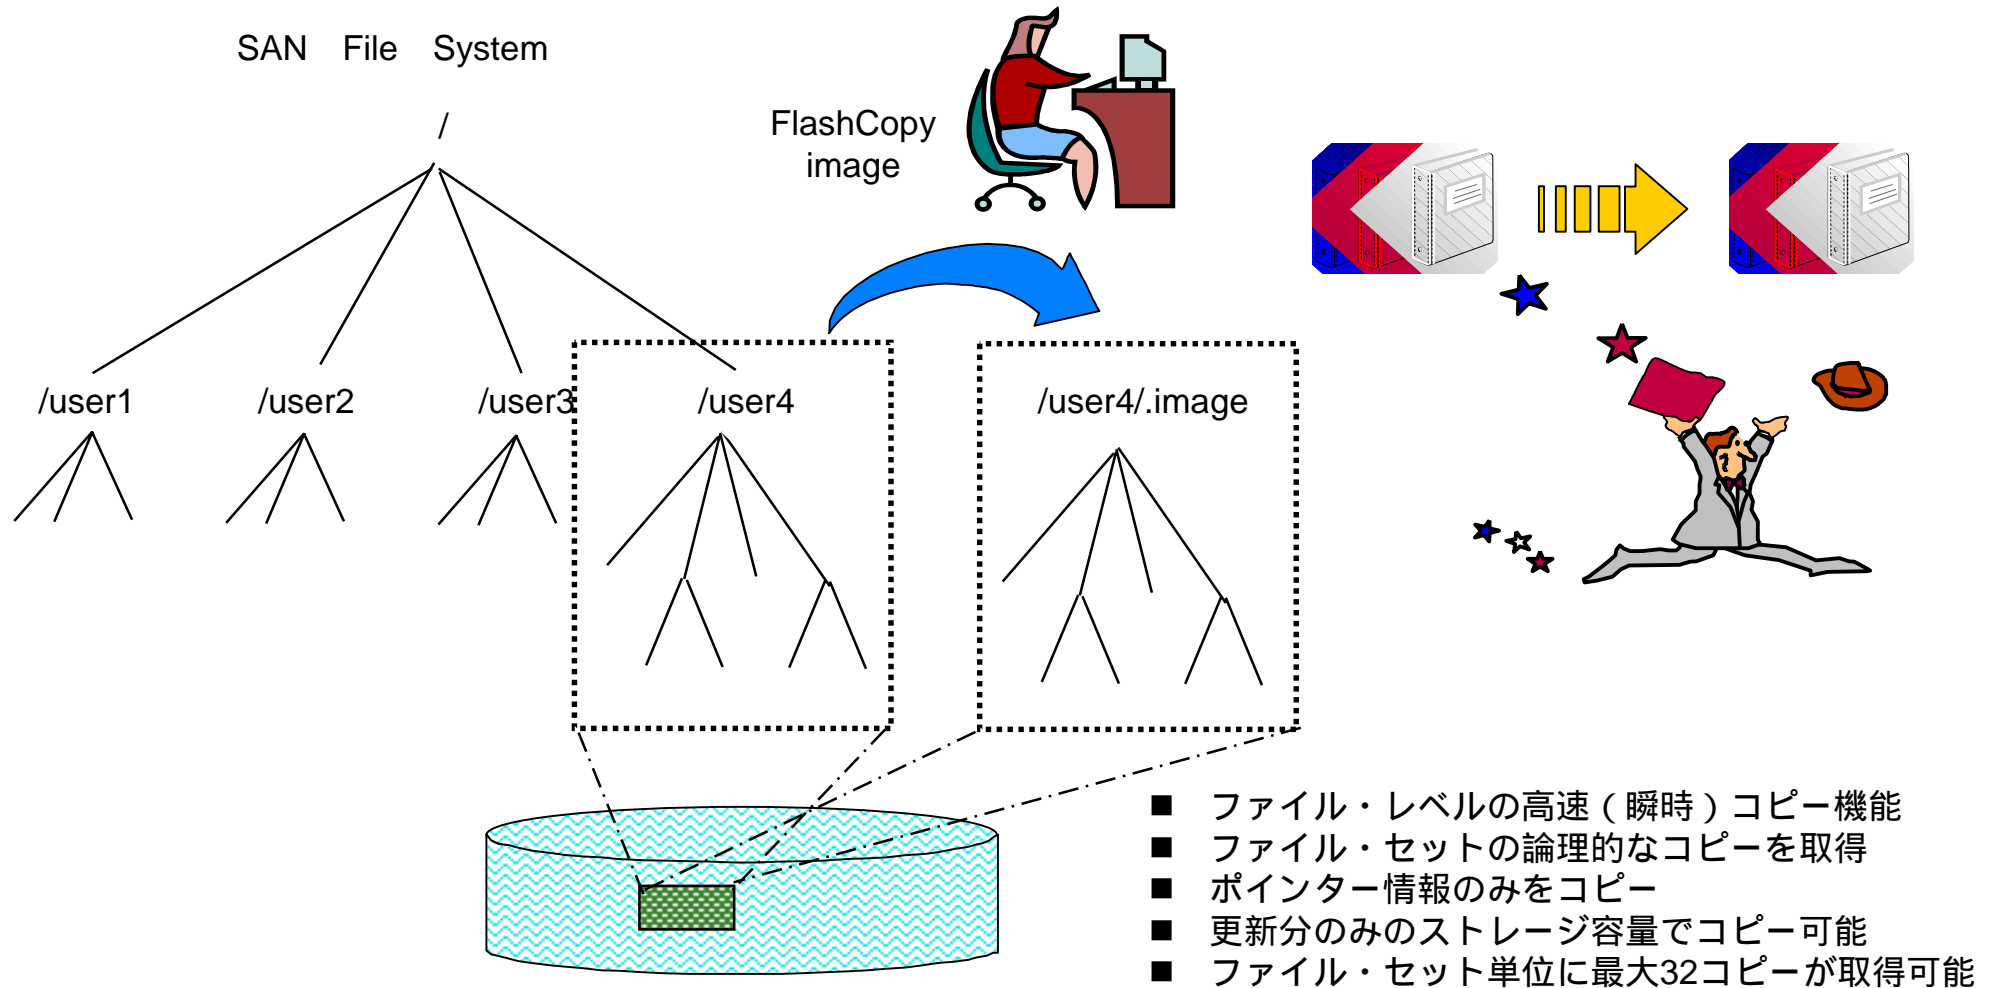 SAN File System
/
FlashCopy
image
/user1
/user2
/user3
/user4
/user4/.image
■ ファイル・レベルの高速（瞬時）コピー機能
■ ファイル・セットの論理的なコピーを取得
■ ポインター情報のみをコピー
■ 更新分のみのストレージ容量でコピー可能
■ ファイル・セット単位に最大32コピーが取得可能